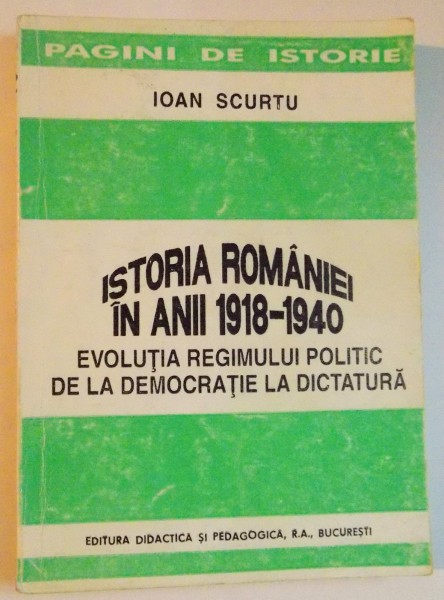 PAGINI DE ISTORIE
IOAN SCURTU
ISTORIA ROMÂNIEI
ÎN ANII 1918-1940
EVOLUȚIA REGIMULUI POLITIC
DE LA DEMOCRAȚIE LA DICTATURĂ
EDITURA DIDACTICA ȘI PEDAGOGICĂ, R.A., BUCUREȘTI